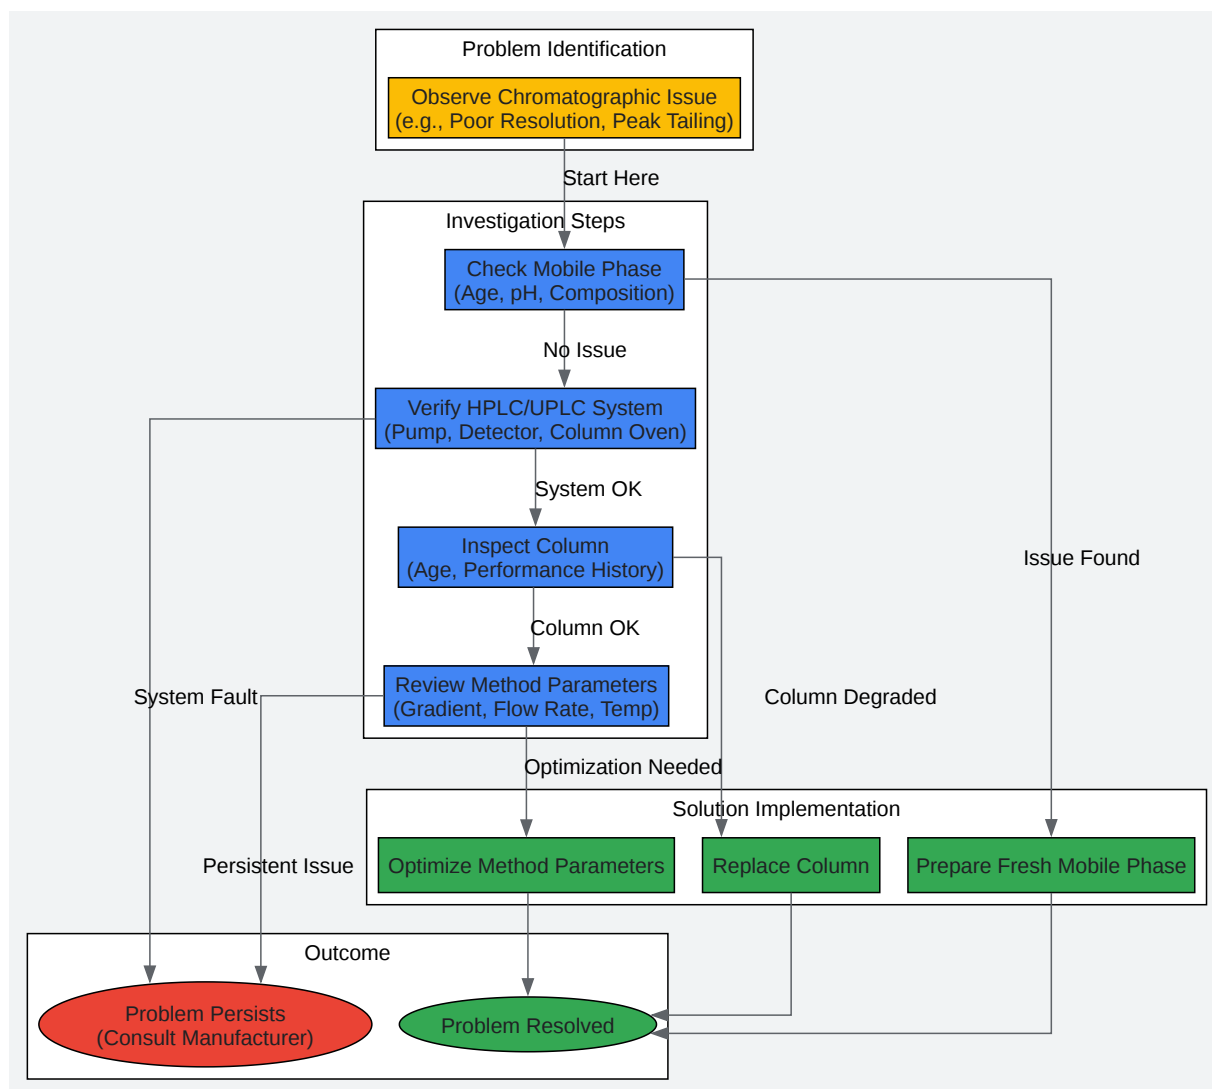 Problem Identification
Observe Chromatographic Issue
(e.g., Poor Resolution, Peak Tailing)
Start Here
Investigation Steps
Check Mobile Phase
(Age, pH, Composition)
No Issue
Verify HPLC/UPLC System
(Pump, Detector, Column Oven)
System OK
Inspect Column
(Age, Performance History)
Issue Found
Column OK
Review Method Parameters
(Gradient, Flow Rate, Temp)
System Fault
Column Degraded
Optimization Needed
Solution Implementation
Optimize Method Parameters
Replace Column
Prepare Fresh Mobile Phase
Persistent Issue
Outcome
Problem Persists
(Consult Manufacturer)
Problem Resolved